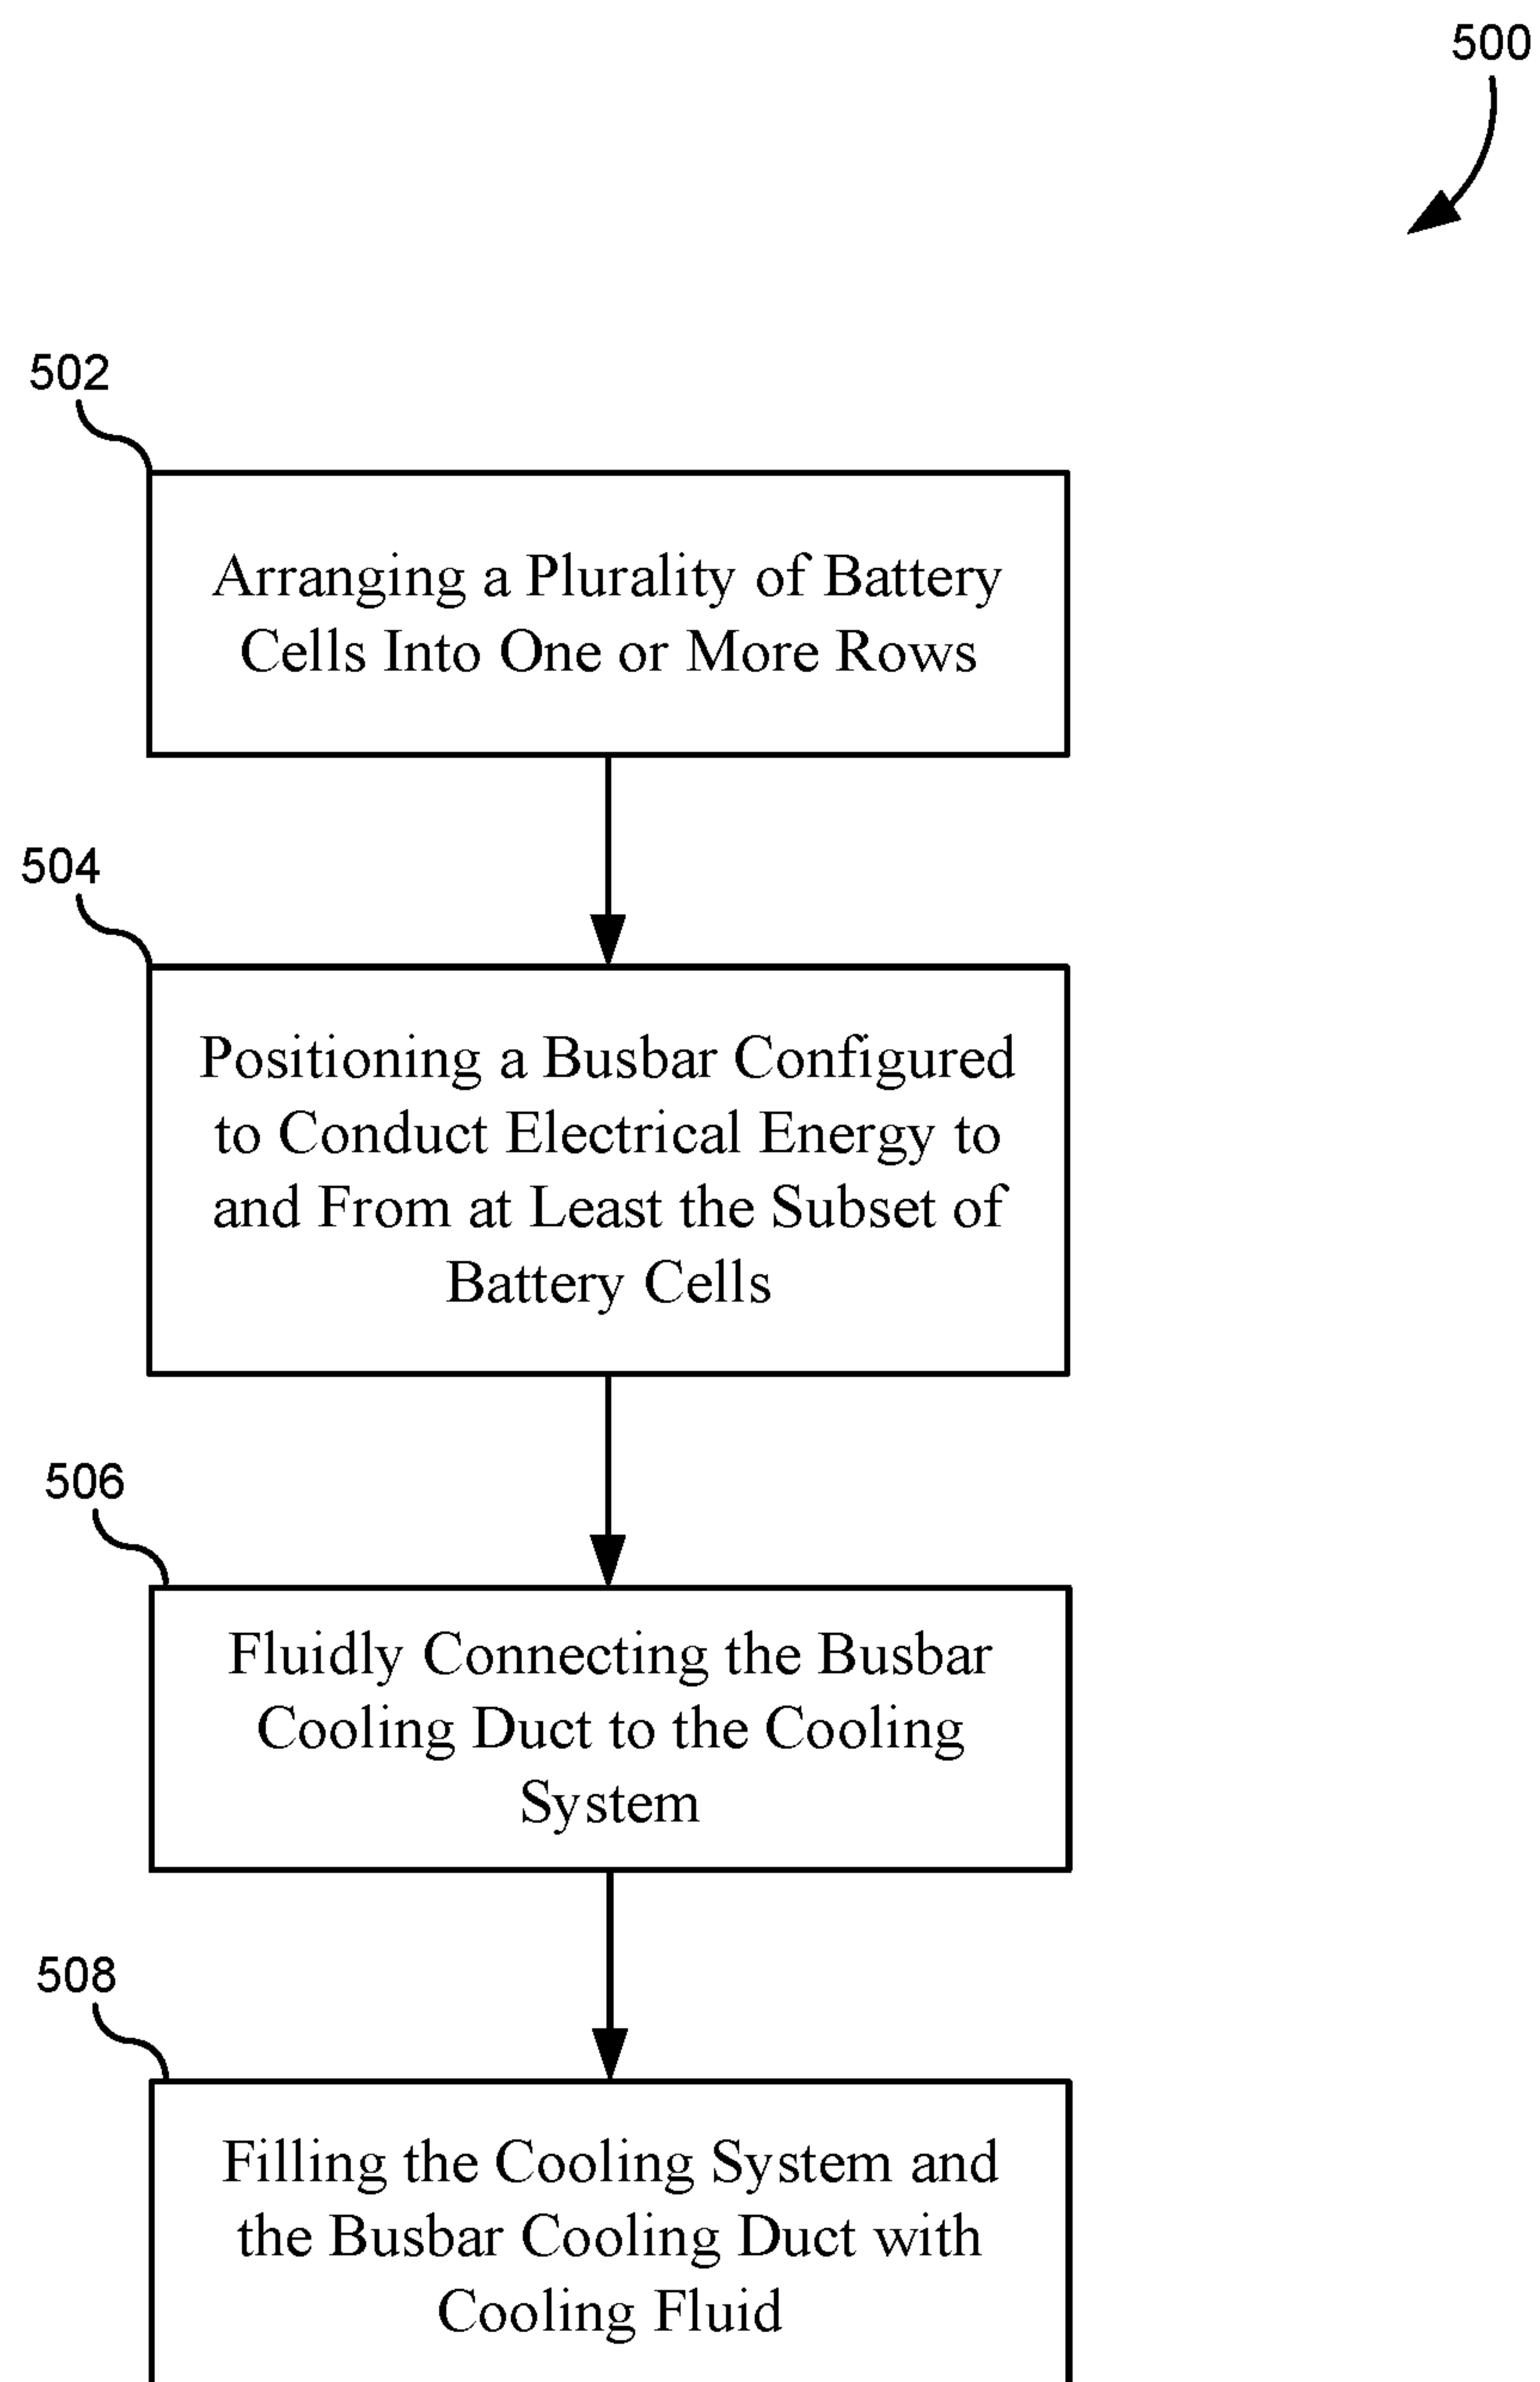 500
502
Arranging a Plurality of Battery
Cells Into One or More Rows
504
Positioning a Busbar Configured
to Conduct Electrical Energy to
and From at Least the Subset of
Battery Cells
506
Fluidly Connecting the Busbar
Cooling Duct to the Cooling
System
508
Filling the Cooling System and
the Busbar Cooling Duct with
Cooling Fluid